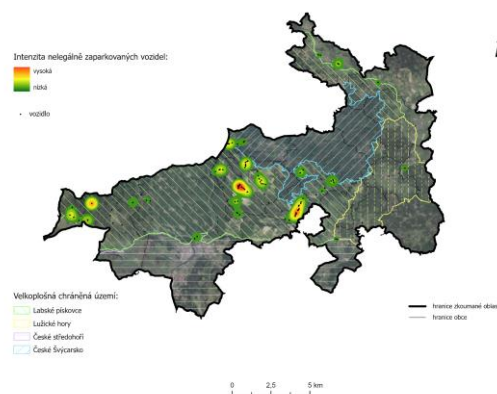 Intenzita nelegálně zaparkovaných vozidel:
vysoká
nízká
vozidlo
Velkoplošná chráněná území:
Labské pískovce
Lužické hory
České středohoří
České Švýcarsko
hranice zkoumané oblas
hranice obce
0 2,5 5 km